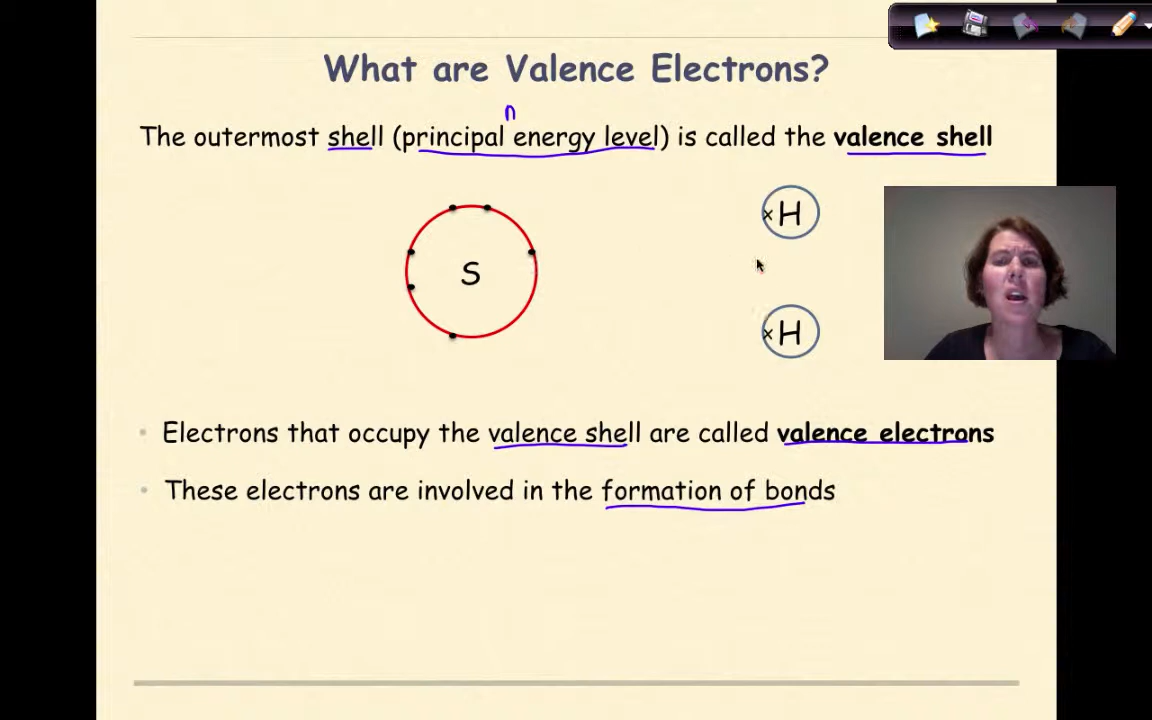 What are Valence Electrons?
n
The outermost shell (principal energy level) is called the valence shell
×H
S
×H
• Electrons that occupy the valence shell are called valence electrons
• These electrons are involved in the formation of bonds